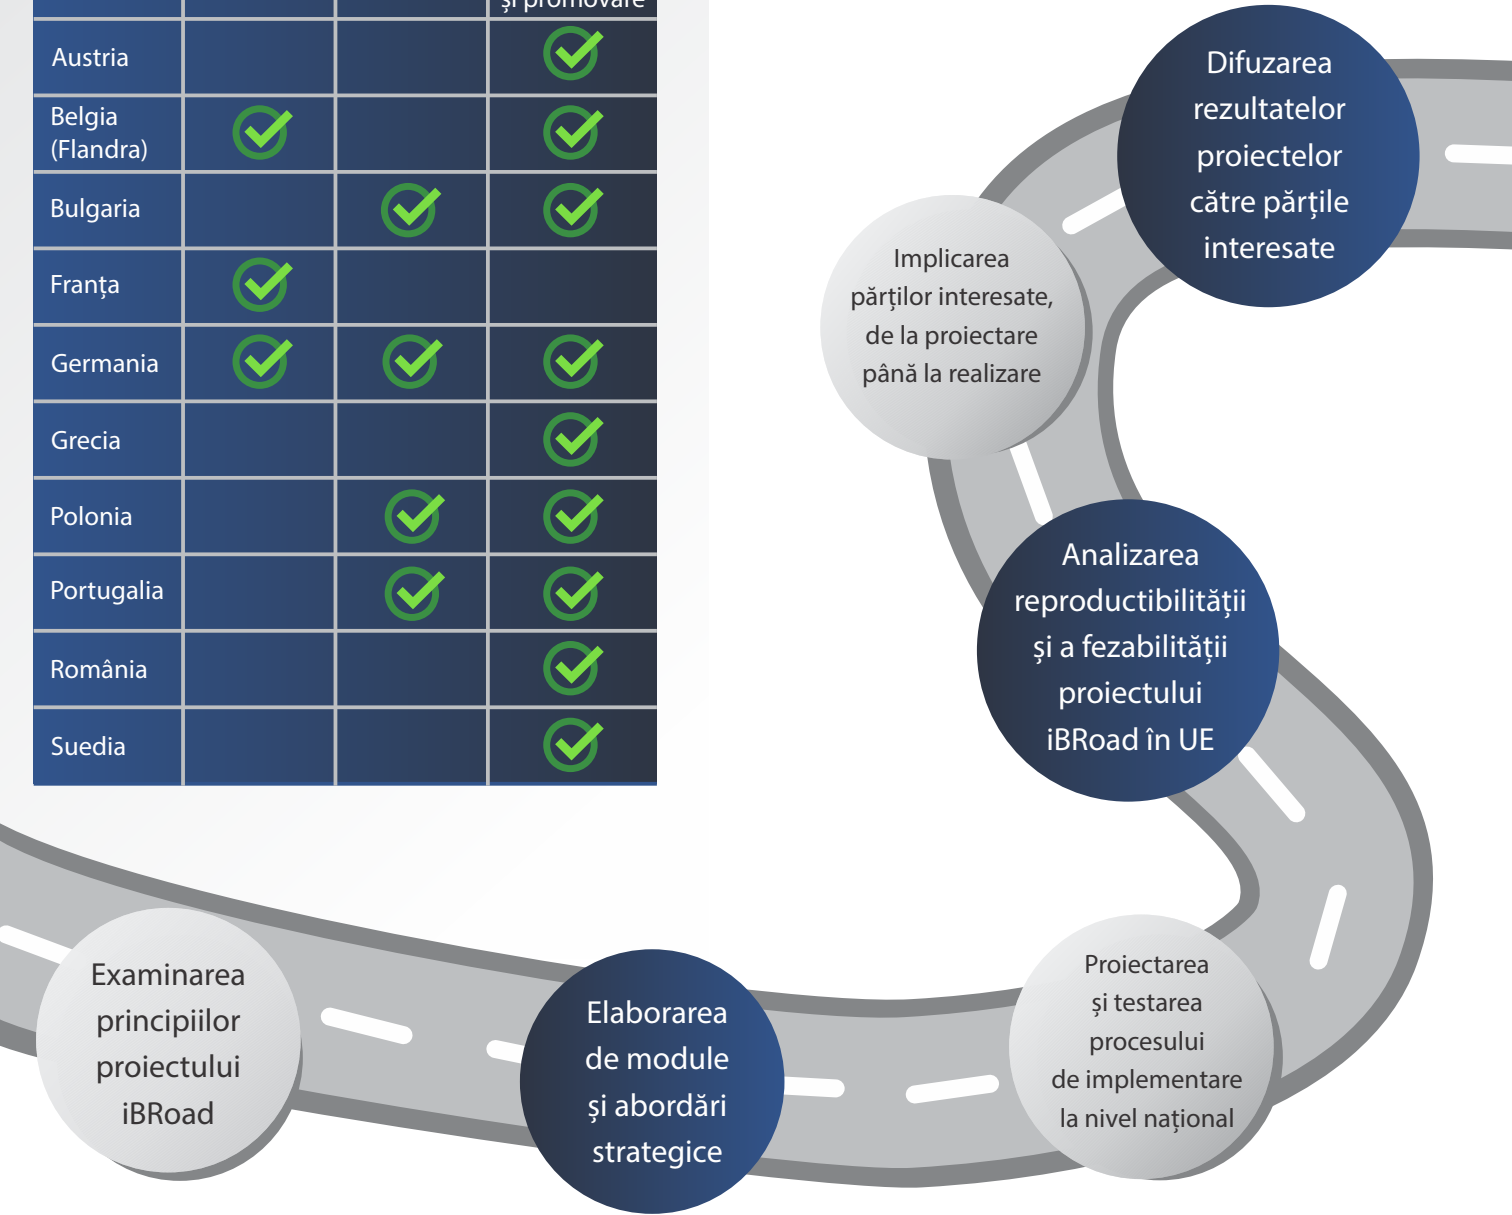 și promovare
Austria
Belgia
(Flandra)
Bulgaria
Franța
Germania
Grecia
Polonia
Portugalia
România
Suedia
Difuzarea
rezultatelor
proiectelor
către părțile
interesate
Implicarea
părților interesate,
de la proiectare
până la realizare
Analizarea
reproductibilității
și a fezabilității
proiectului
iBRoad în UE
Proiectarea
și testarea
procesului
de implementare
la nivel național
Elaborarea
de module
și abordări
strategice
Examinarea
principiilor
proiectului
iBRoad